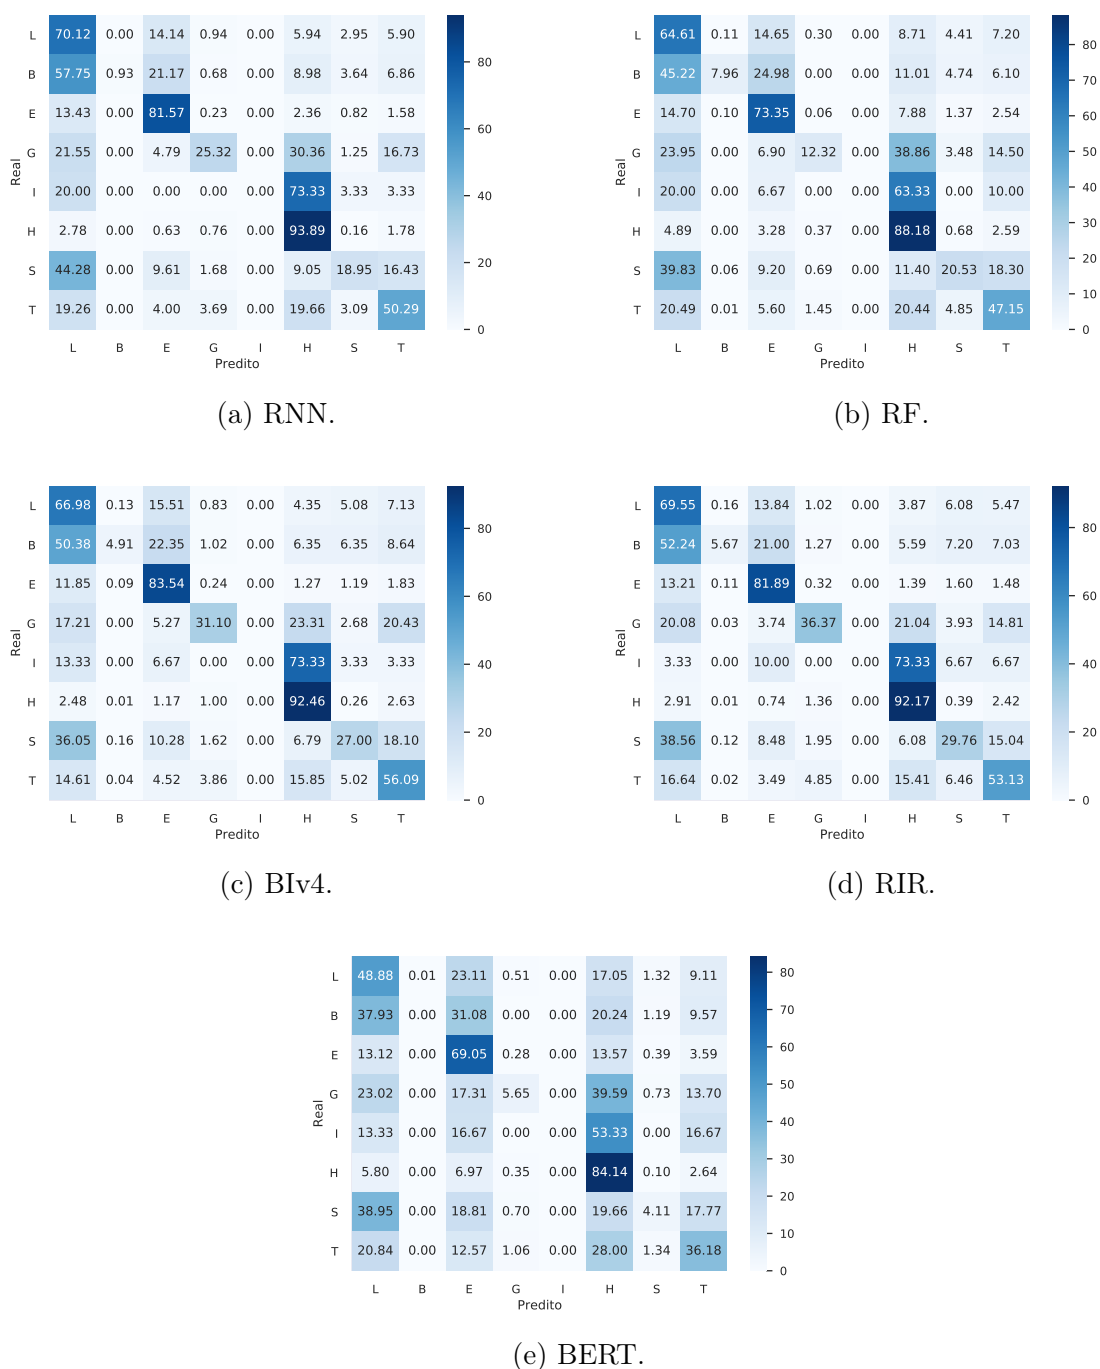 L 70.12 0.00 14.14 0.94 0.00 5.94 2.95 5.90
B 57.75 0.93 21.17 0.68 0.00 8.98 3.64 6.86
E 13.43 0.00 81.57 0.23 0.00 2.36 0.82 1.58
G 21.55 0.00 4.79 25.32 0.00 30.36 1.25 16.73
I 20.00 0.00 0.00 0.00 0.00 73.33 3.33 3.33
H 2.78 0.00 0.63 0.76 0.00 93.89 0.16 1.78
S 44.28 0.00 9.61 1.68 0.00 9.05 18.95 16.43
T 19.26 0.00 4.00 3.69 0.00 19.66 3.09 50.29
L B E G I H S T
Real
Predito
80
60
40
20
0
(a) RNN.
L 64.61 0.11 14.65 0.30 0.00 8.71 4.41 7.20
B 45.22 7.96 24.98 0.00 0.00 11.01 4.74 6.10
E 14.70 0.10 73.35 0.06 0.00 7.88 1.37 2.54
G 23.95 0.00 6.90 12.32 0.00 38.86 3.48 14.50
I 20.00 0.00 6.67 0.00 0.00 63.33 0.00 10.00
H 4.89 0.00 3.28 0.37 0.00 88.18 0.68 2.59
S 39.83 0.06 9.20 0.69 0.00 11.40 20.53 18.30
T 20.49 0.01 5.60 1.45 0.00 20.44 4.85 47.15
L B E G I H S T
Real
Predito
80
70
60
50
40
30
20
10
0
(b) RF.
L 66.98 0.13 15.51 0.83 0.00 4.35 5.08 7.13
B 50.38 4.91 22.35 1.02 0.00 6.35 6.35 8.64
E 11.85 0.09 83.54 0.24 0.00 1.27 1.19 1.83
G 17.21 0.00 5.27 31.10 0.00 23.31 2.68 20.43
I 13.33 0.00 6.67 0.00 0.00 73.33 3.33 3.33
H 2.48 0.01 1.17 1.00 0.00 92.46 0.26 2.63
S 36.05 0.16 10.28 1.62 0.00 6.79 27.00 18.10
T 14.61 0.04 4.52 3.86 0.00 15.85 5.02 56.09
L B E G I H S T
Real
Predito
80
60
40
20
0
(c) BIv4.
L 69.55 0.16 13.84 1.02 0.00 3.87 6.08 5.47
B 52.24 5.67 21.00 1.27 0.00 5.59 7.20 7.03
E 13.21 0.11 81.89 0.32 0.00 1.39 1.60 1.48
G 20.08 0.03 3.74 36.37 0.00 21.04 3.93 14.81
I 3.33 0.00 10.00 0.00 0.00 73.33 6.67 6.67
H 2.91 0.01 0.74 1.36 0.00 92.17 0.39 2.42
S 38.56 0.12 8.48 1.95 0.00 6.08 29.76 15.04
T 16.64 0.02 3.49 4.85 0.00 15.41 6.46 53.13
L B E G I H S T
Real
Predito
80
60
40
20
0
(d) RIR.
L 48.88 0.01 23.11 0.51 0.00 17.05 1.32 9.11
B 37.93 0.00 31.08 0.00 0.00 20.24 1.19 9.57
E 13.12 0.00 69.05 0.28 0.00 13.57 0.39 3.59
G 23.02 0.00 17.31 5.65 0.00 39.59 0.73 13.70
I 13.33 0.00 16.67 0.00 0.00 53.33 0.00 16.67
H 5.80 0.00 6.97 0.35 0.00 84.14 0.10 2.64
S 38.95 0.00 18.81 0.70 0.00 19.66 4.11 17.77
T 20.84 0.00 12.57 1.06 0.00 28.00 1.34 36.18
L B E G I H S T
Real
Predito
80
70
60
50
40
30
20
10
0
(e) BERT.